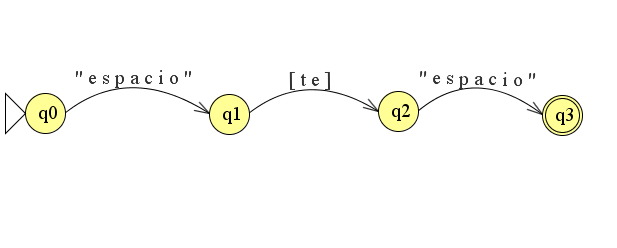 "espacio" [te] "espacio"
q0 q1 q2 q3